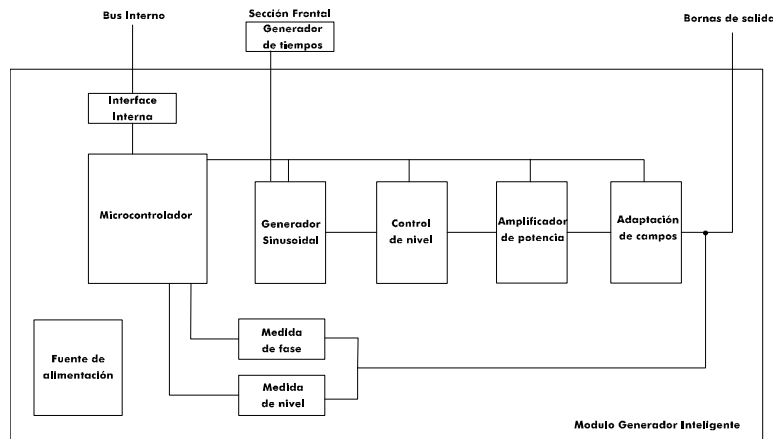 Bus Interno
Sección Frontal
Generador
de tiempos
Bornas de salida
Interface
Interna
Microcontrolador
Generador
Sinusoidal
Control
de nivel
Amplificador
de potencia
Adaptación
de campos
Fuente de
alimentación
Medida
de fase
Medida
de nivel
Modulo Generador Inteligente